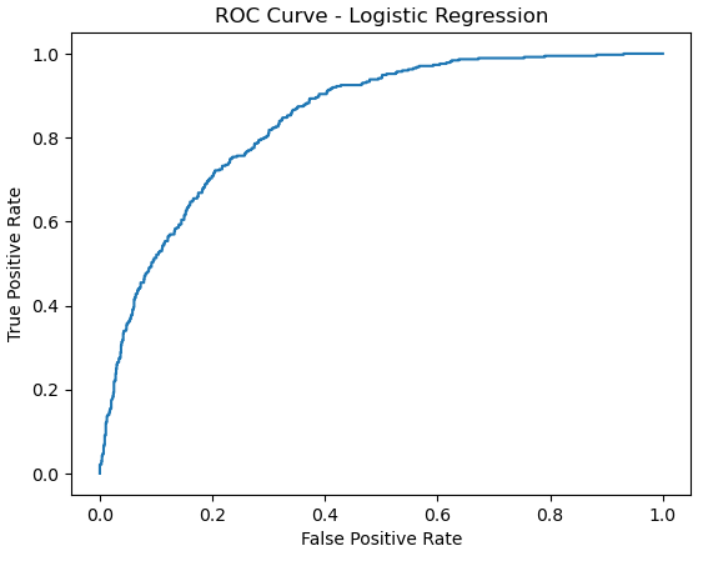 ROC Curve - Logistic Regression
1.0
0.8
0.6
0.4
0.2
0.0
True Positive Rate
0.0 0.2 0.4 0.6 0.8 1.0
False Positive Rate